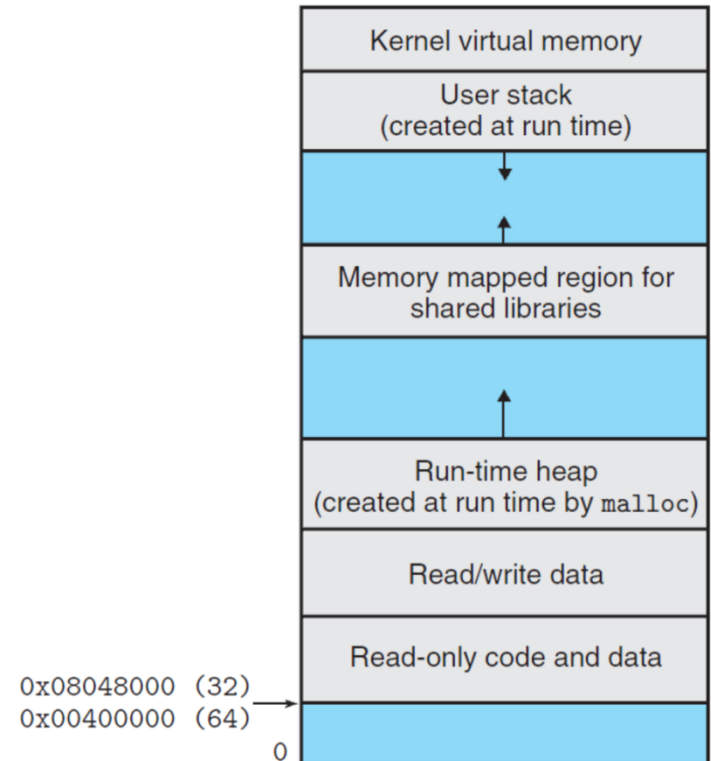 Kernel virtual memory
User stack
(created at run time)
Memory mapped region for
shared libraries
Run-time heap
(created at run time by malloc)
Read/write data
Read-only code and data
0x08048000 (32)
0x00400000 (64)
0